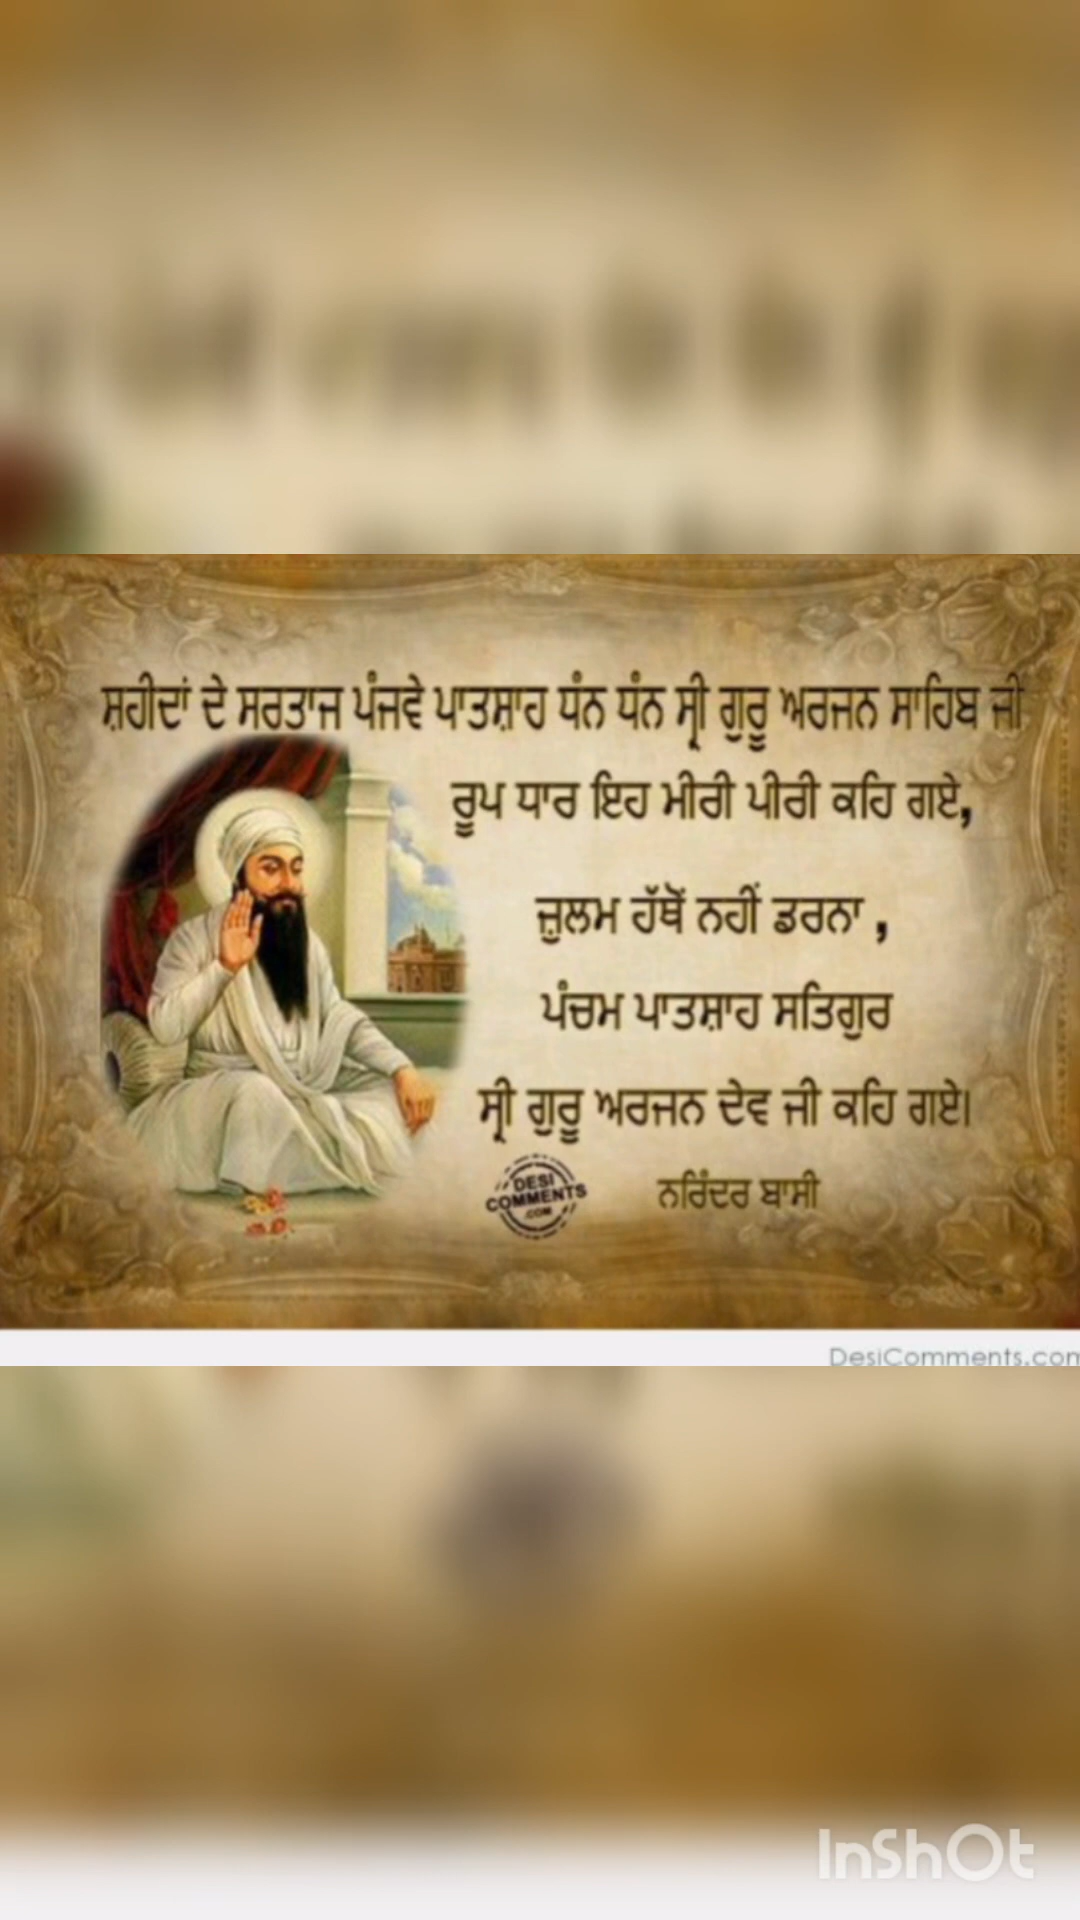 ਸ਼ਹੀਦਾਂ ਦੇ ਸਰਤਾਜ ਪੰਜਵੇ ਪਾਤਸ਼ਾਹ ਧੰਨ ਧੰਨ ਸ੍ਰੀ ਗੁਰੂ ਅਰਜਨ ਸਾਹਿਬ ਜੀ
ਰੂਪ ਧਾਰ ਇਹ ਮੀਰੀ ਪੀਰੀ ਕਹਿ ਗਏ,
ਜ਼ੁਲਮ ਹੱਥੋਂ ਨਹੀਂ ਡਰਨਾ ,
ਪੰਚਮ ਪਾਤਸ਼ਾਹ ਸਤਿਗੁਰ
ਸ੍ਰੀ ਗੁਰੂ ਅਰਜਨ ਦੇਵ ਜੀ ਕਹਿ ਗਏ।
DESI
COMMENTS
.COM
ਨਰਿੰਦਰ ਬਾਸੀ
DesiComments.com
InShOt